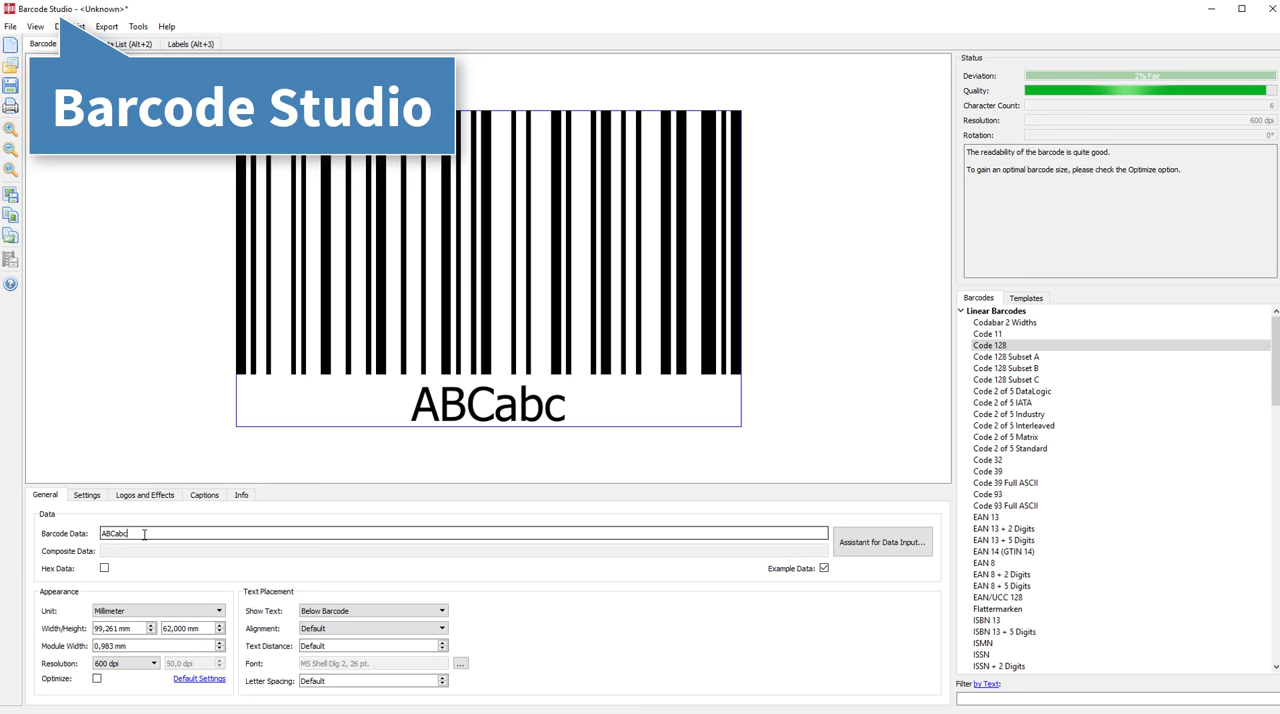 Barcode Studio - <Unknown>*
File View Export Tools Help
Barcode List (Alt+2) Labels (Alt+3)
Barcode Studio
ABCabc
Status
Deviation: 2% Fair
Quality:
Character Count: 6
Resolution: 600 dpi
Rotation: 0°
The readability of the barcode is quite good.
To gain an optimal barcode size, please check the Optimize option.
Barcodes Templates
Linear Barcodes
Codabar 2 Widths
Code 11
Code 128
Code 128 Subset A
Code 128 Subset B
Code 128 Subset C
Code 2 of 5 DataLogic
Code 2 of 5 IATA
Code 2 of 5 Industry
Code 2 of 5 Interleaved
Code 2 of 5 Matrix
Code 2 of 5 Standard
Code 32
Code 39
Code 39 Full ASCII
Code 93
Code 93 Full ASCII
EAN 13
EAN 13 + 2 Digits
EAN 13 + 5 Digits
EAN 14 (GTIN 14)
EAN 8
EAN 8 + 2 Digits
EAN 8 + 5 Digits
EAN/UCC 128
Flattermarken
ISBN 13
ISBN 13 + 5 Digits
ISMN
ISSN
ISSN + 2 Digits
Filter by Text:
General Settings Logos and Effects Captions Info
Data
Barcode Data: ABCabc
Assistant for Data Input...
Composite Data:
Hex Data: Example Data:
Appearance
Unit: Millimeter
Width/Height: 99,261 mm 62,000 mm
Module Width: 0,983 mm
Resolution: 600 dpi 50,0 dpi
Optimize: Default Settings
Text Placement
Show Text: Below Barcode
Alignment: Default
Text Distance: Default
Font: MS Shell Dlg 2, 26 pt. ...
Letter Spacing: Default